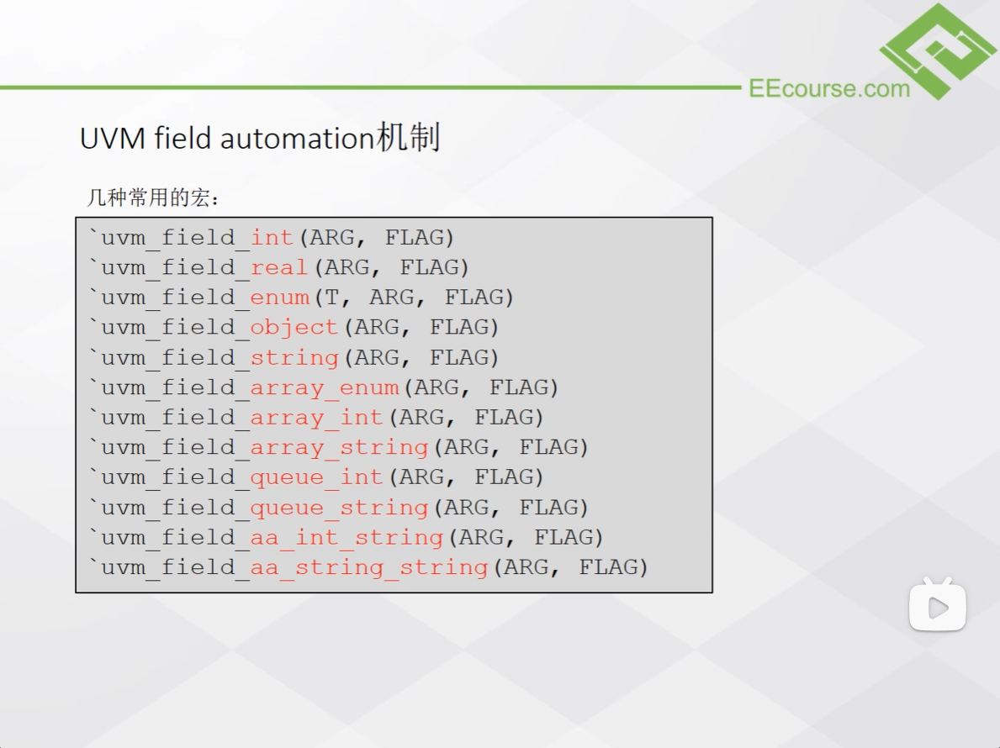 EEcourse.com
UVM field automation机制
几种常用的宏：
`uvm_field_int(ARG, FLAG)
`uvm_field_real(ARG, FLAG)
`uvm_field_enum(T, ARG, FLAG)
`uvm_field_object(ARG, FLAG)
`uvm_field_string(ARG, FLAG)
`uvm_field_array_enum(ARG, FLAG)
`uvm_field_array_int(ARG, FLAG)
`uvm_field_array_string(ARG, FLAG)
`uvm_field_queue_int(ARG, FLAG)
`uvm_field_queue_string(ARG, FLAG)
`uvm_field_aa_int_string(ARG, FLAG)
`uvm_field_aa_string_string(ARG, FLAG)